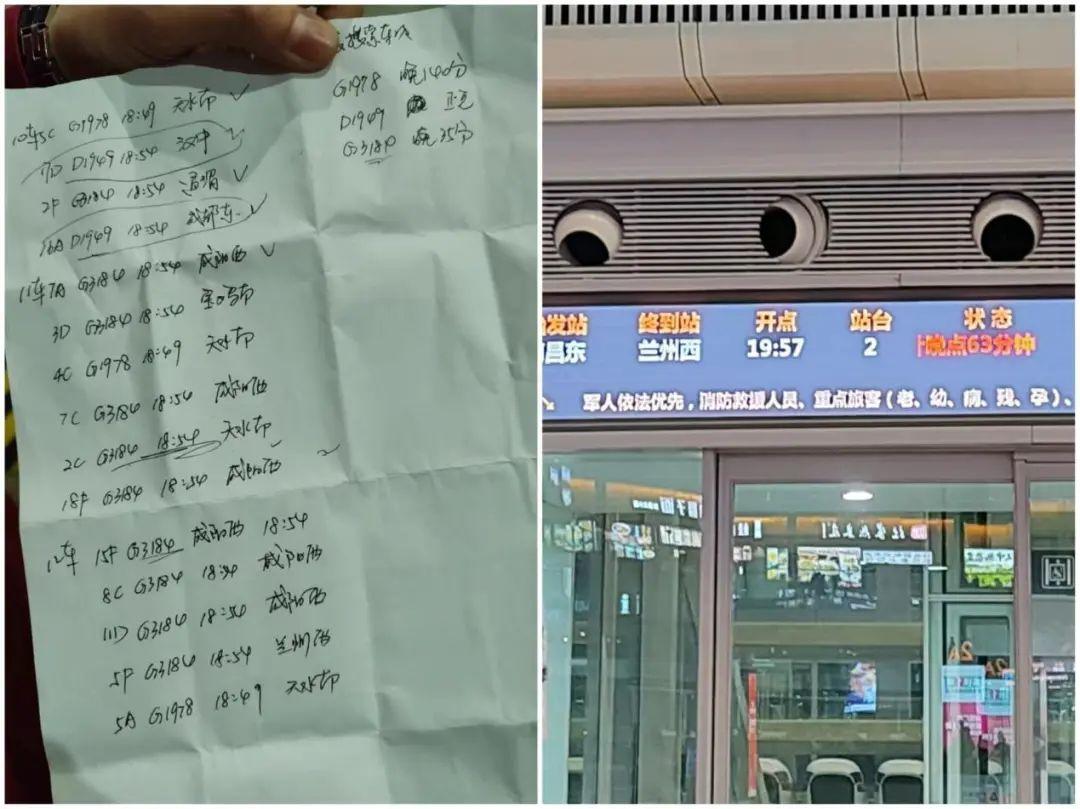 10车5C G1978 18:49 天水南 ✓
17D D1949 18:54 汉中
2F G3184 18:54 ✓
16A D1949 18:54 成都东 ✓
11车7A G3184 18:54 咸阳西 ✓
3D G3184 18:54 宝鸡南
4C G1978 18:49 天水南
7C G3184 18:54 咸阳西
2C G3184 18:54 天水南
18F G3184 18:54 咸阳西
12车 15F G3184 咸阳西 18:54
8C G3184 18:54 咸阳西
11D G3184 18:54 咸阳西
5F G3184 18:54 兰州西
5A G1978 18:49 天水南
G1978 晚140分
D1949 正点
G3184 晚35分
发站 终到站 开点 站台 状态
昌东 兰州西 19:57 2 晚点63分钟
军人依法优先，消防救援人员、重点旅客（老、幼、病、残、孕）、